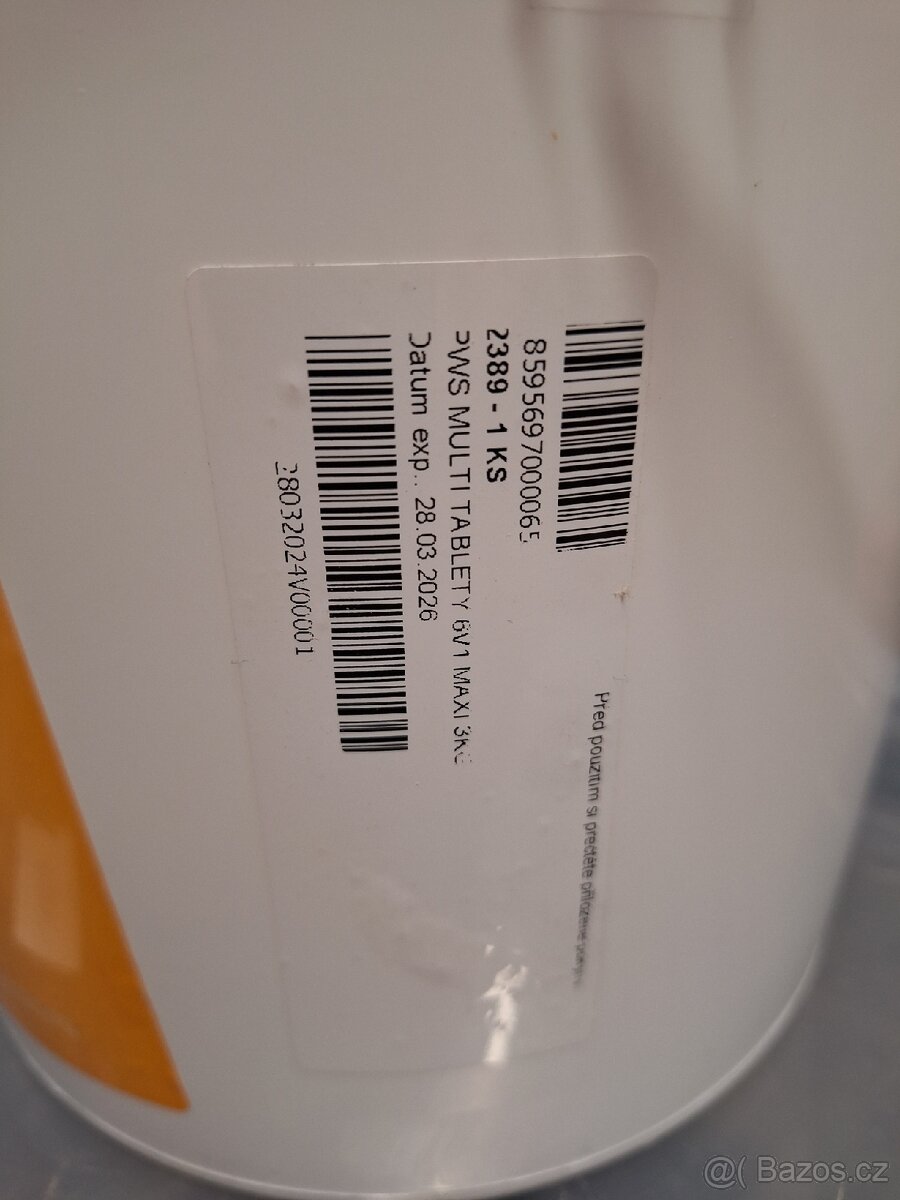 8595697000065
2389 - 1 KS
PWS MULTI TABLETY 6V1 MAXI 3KG
Datum exp.: 28.03.2026
28032024V00001
Před použitím si přečtěte přiložené
@( Bazos.cz